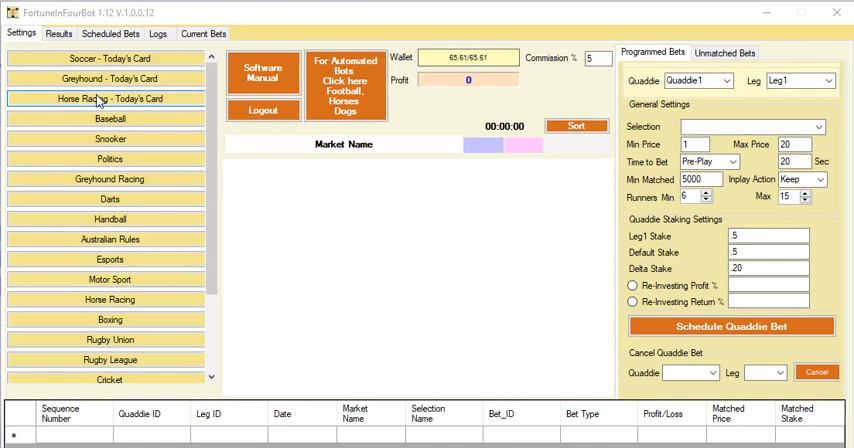 FortuneInFourBot 1.12 V.1.0.0.12
Settings Results Scheduled Bets Logs Current Bets
Soccer - Today's Card
Greyhound - Today's Card
Horse Racing - Today's Card
Baseball
Snooker
Politics
Greyhound Racing
Darts
Handball
Australian Rules
Esports
Motor Sport
Horse Racing
Boxing
Rugby Union
Rugby League
Cricket
Software
Manual
Logout
For Automated
Bots
Click here
Football,
Horses
Dogs
Wallet 65.61/65.61 Commission % 5
Profit 0
00:00:00 Sort
Market Name
Programmed Bets Unmatched Bets
Quaddie Quaddie1 Leg Leg1
General Settings
Selection
Min Price 1 Max Price 20
Time to Bet Pre-Play 20 Sec
Min Matched 5000 Inplay Action Keep
Runners Min 6 Max 15
Quaddie Staking Settings
Leg1 Stake .5
Default Stake .5
Delta Stake .20
Re-Investing Profit %
Re-Investing Return %
Schedule Quaddie Bet
Cancel Quaddie Bet
Quaddie Leg Cancel
Sequence Number Quaddie ID Leg ID Date Market Name Selection Name Bet_ID Bet Type Profit/Loss Matched Price Matched Stake